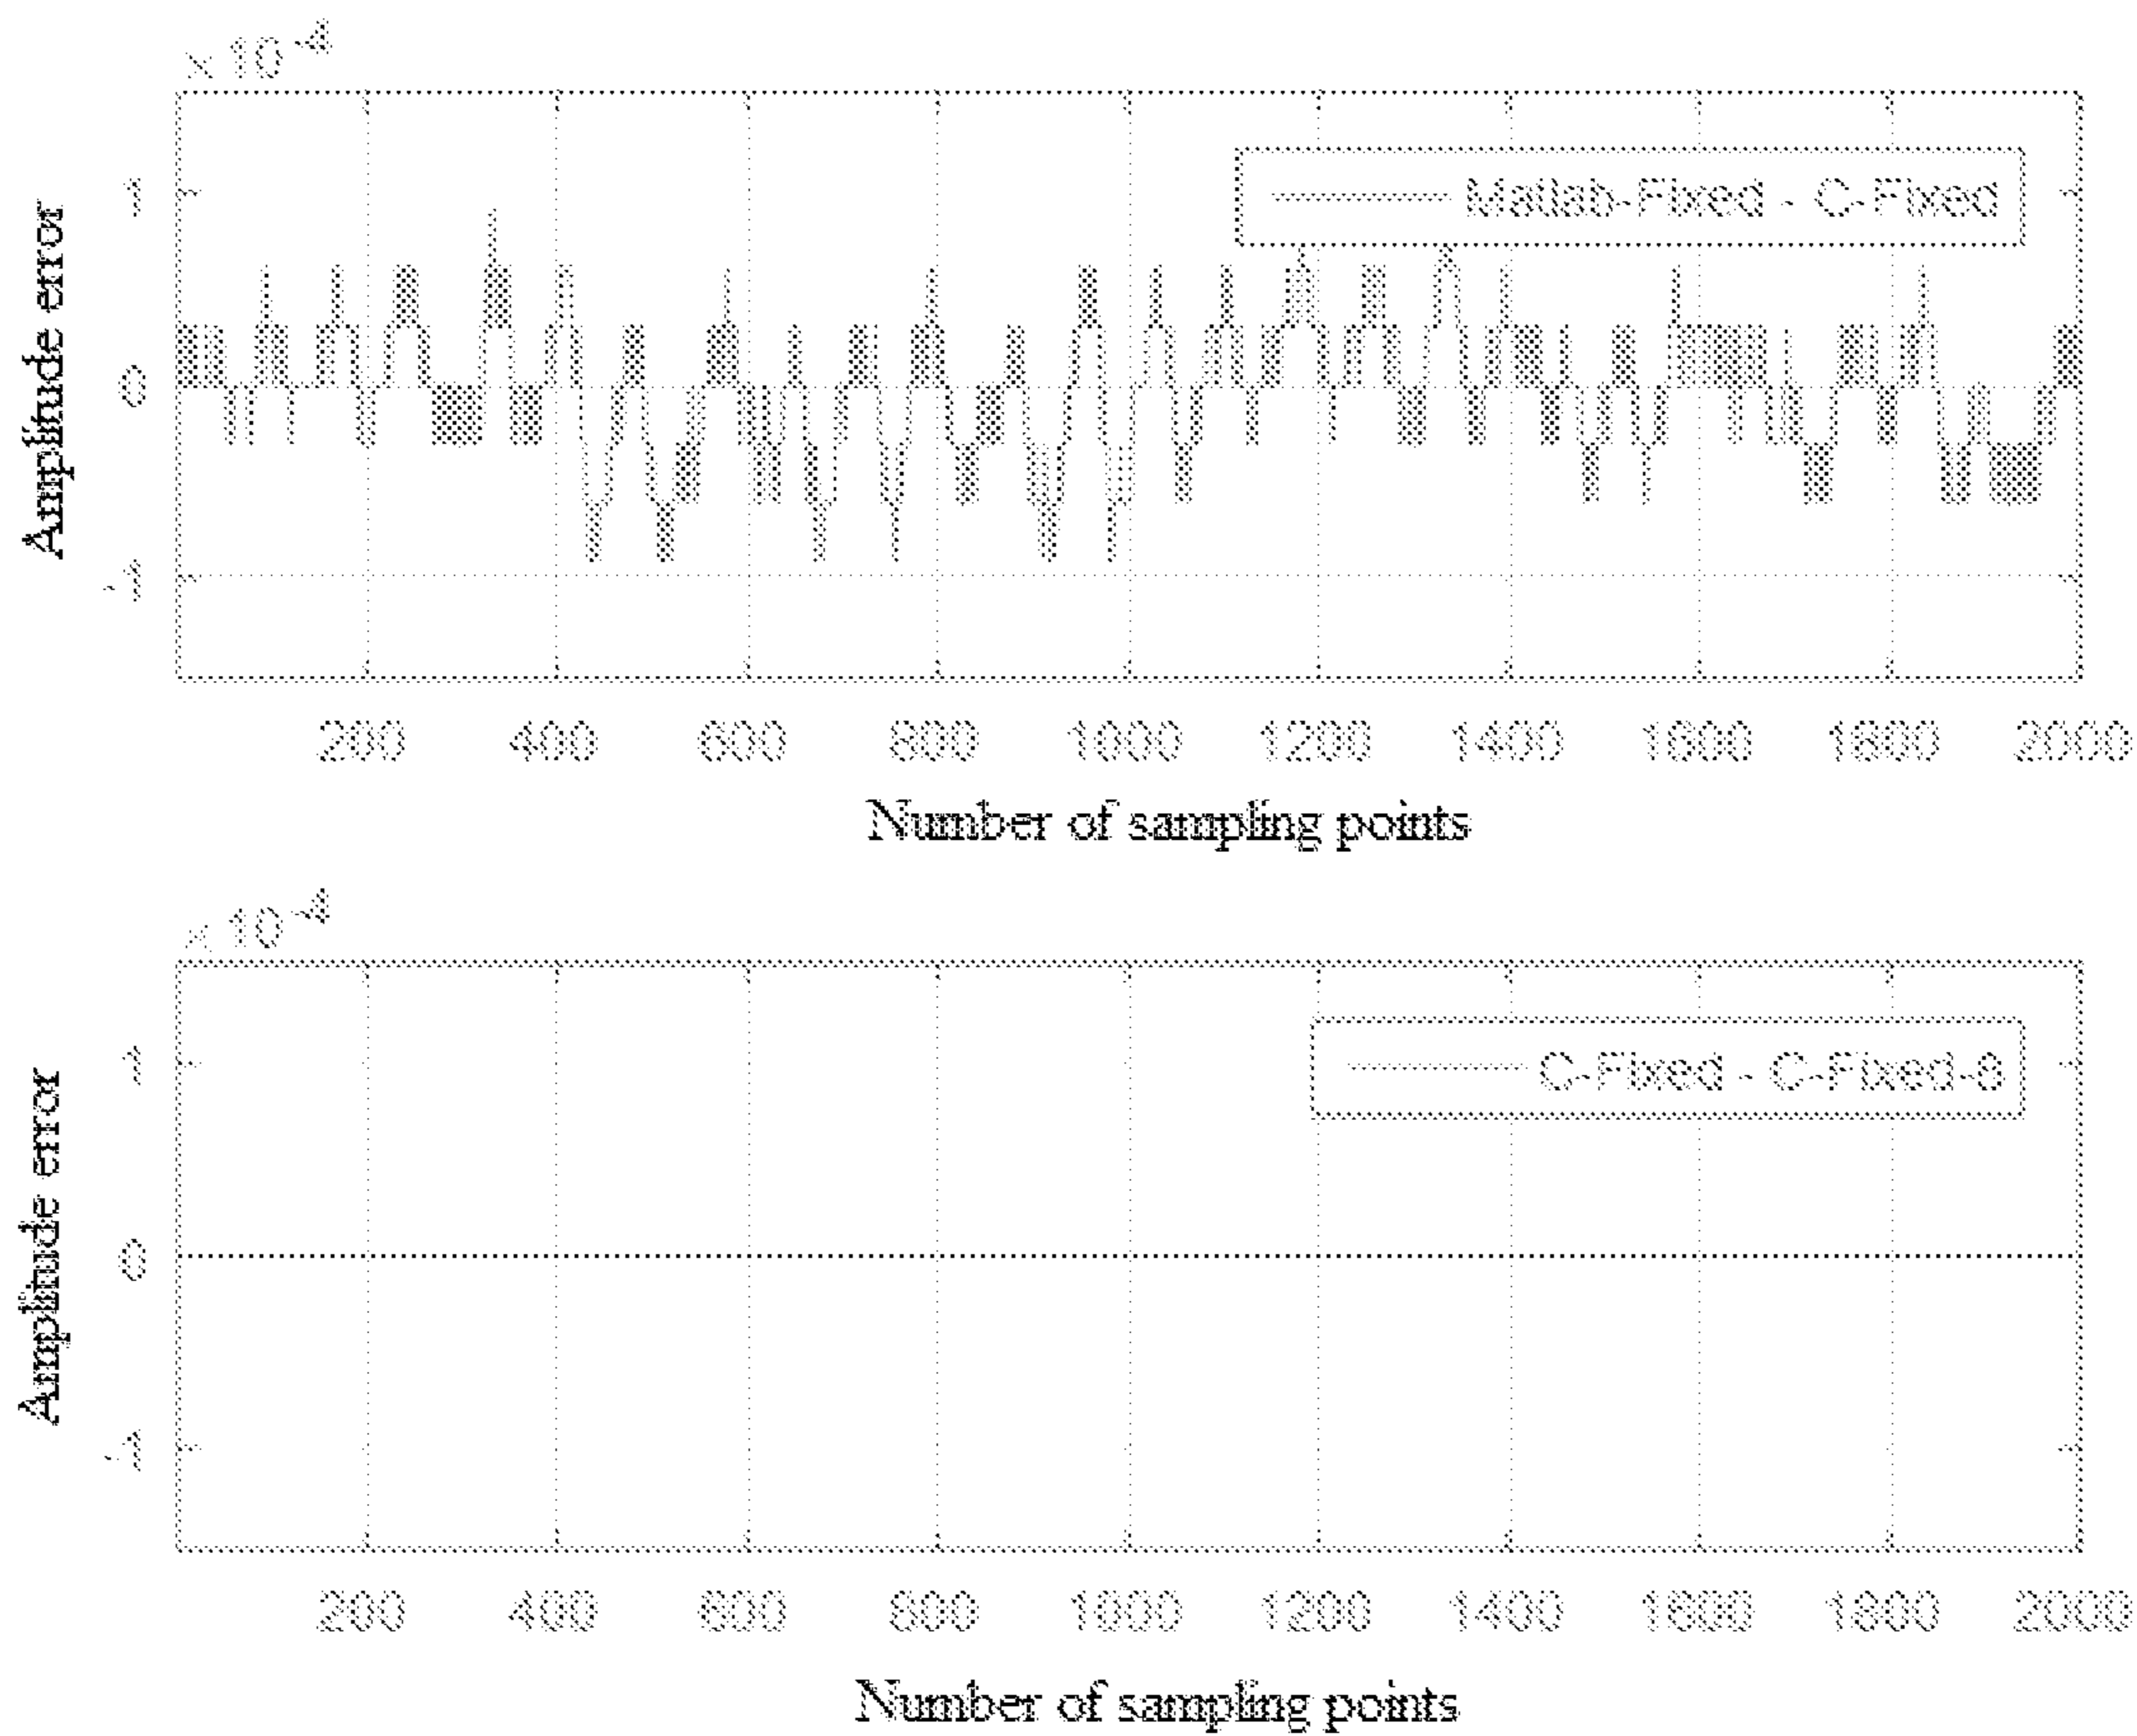 × 10⁻⁴
Amplitude error
1
0
-1
Matlab-Fixed - C-Fixed
200 400 600 800 1000 1200 1400 1600 1800 2000
Number of sampling points
× 10⁻⁴
Amplitude error
1
0
-1
C-Fixed - C-Fixed-8
200 400 600 800 1000 1200 1400 1600 1800 2000
Number of sampling points